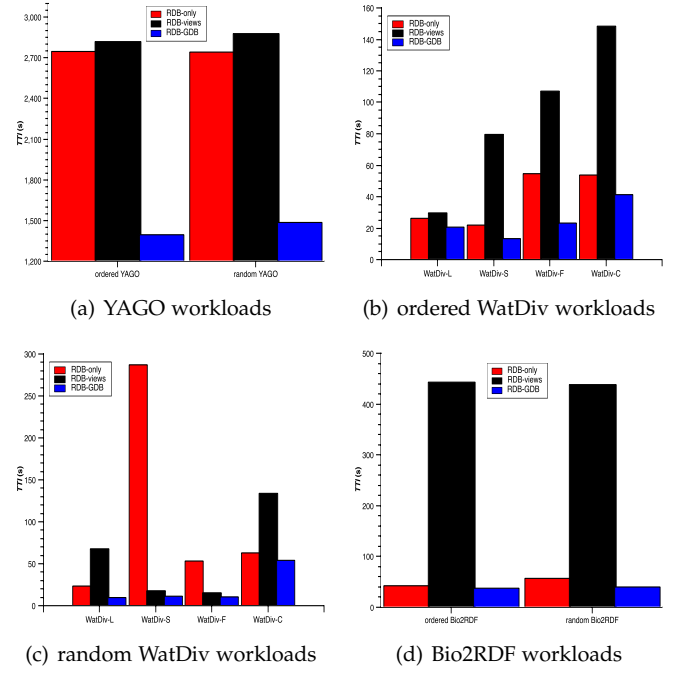 RDB-only
RDB-views
RDB-GDB
TTI (s)
3,000
2,700
2,400
2,100
1,800
1,500
1,200
ordered YAGO
random YAGO
(a) YAGO workloads
RDB-only
RDB-views
RDB-GDB
TTI (s)
160
140
120
100
80
60
40
20
0
WatDiv-L
WatDiv-S
WatDiv-F
WatDiv-C
(b) ordered WatDiv workloads
RDB-only
RDB-views
RDB-GDB
TTI (s)
300
250
200
150
100
50
0
WatDiv-L
WatDiv-S
WatDiv-F
WatDiv-C
(c) random WatDiv workloads
RDB-only
RDB-views
RDB-GDB
TTI (s)
500
400
300
200
100
0
ordered Bio2RDF
random Bio2RDF
(d) Bio2RDF workloads